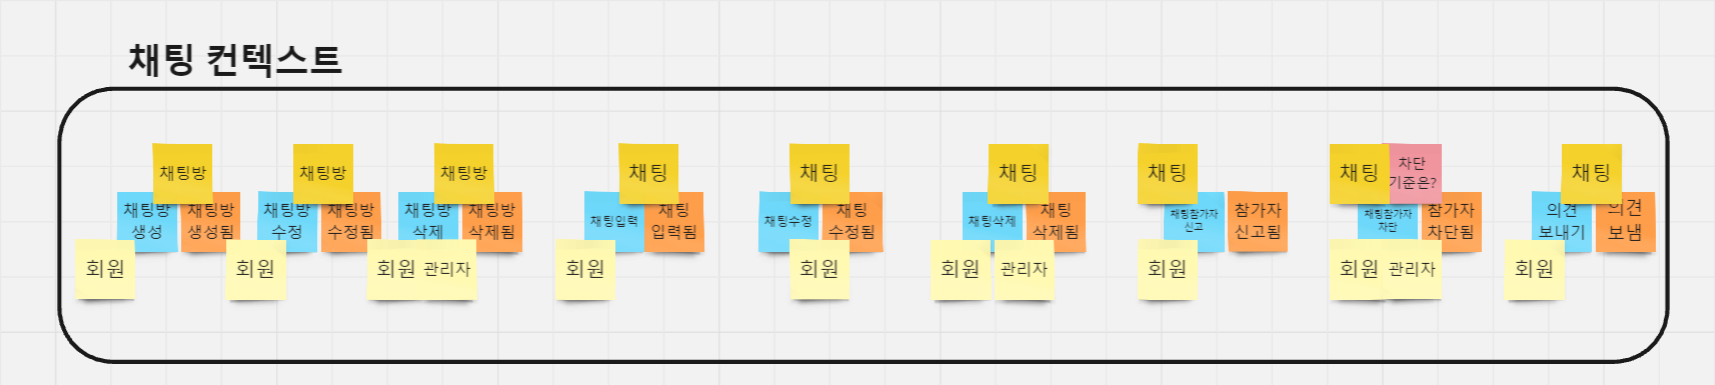 채팅 컨텍스트
채팅방
채팅방
생성
채팅방
생성됨
회원
채팅방
채팅방
수정
채팅방
수정됨
회원
채팅방
채팅방
삭제
채팅방
삭제됨
회원
관리자
채팅
채팅입력
채팅
입력됨
회원
채팅
채팅수정
채팅
수정됨
회원
채팅
채팅삭제
채팅
삭제됨
회원
관리자
채팅
채팅참가자
신고
참가자
신고됨
회원
채팅
차단
기준은?
채팅참가자
차단
참가자
차단됨
회원
관리자
채팅
의견
보내기
의견
보냄
회원